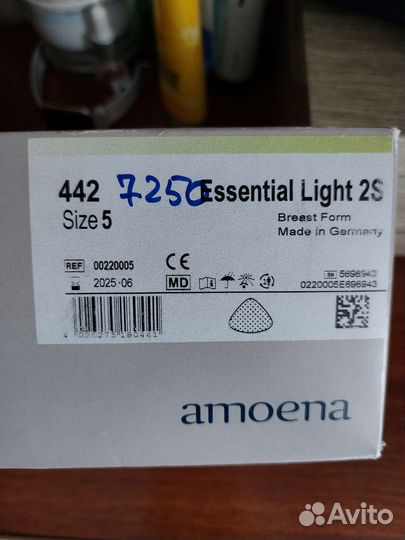 442 7250 Essential Light 2S
Size 5
Breast Form
Made in Germany
REF 00220005 CE
SN 5696943
2025-06 MD
0220005E696943
amoena
Avito